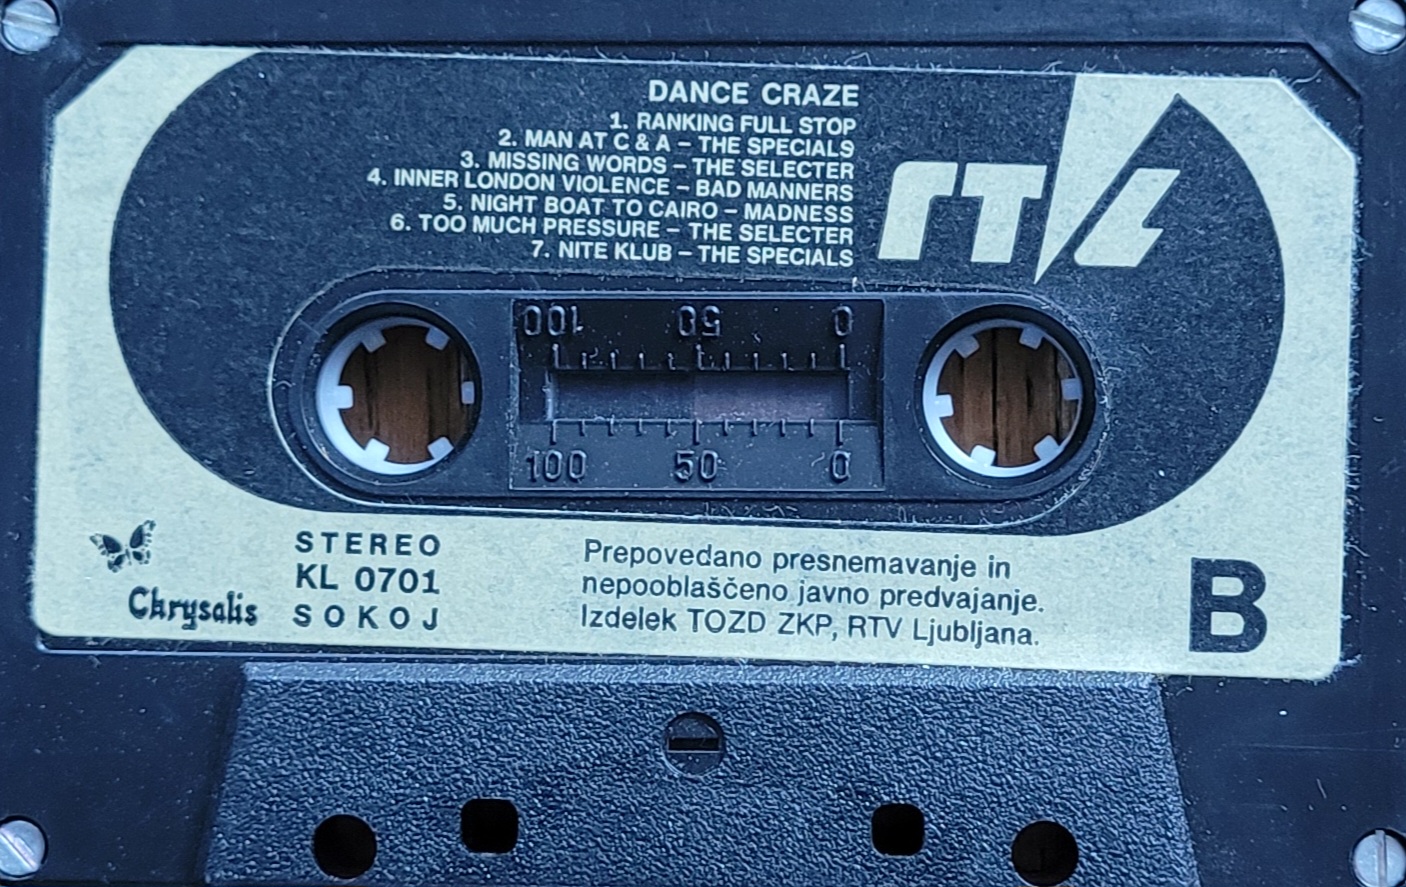 DANCE CRAZE
1. RANKING FULL STOP
2. MAN AT C & A – THE SPECIALS
3. MISSING WORDS – THE SELECTER
4. INNER LONDON VIOLENCE – BAD MANNERS
5. NIGHT BOAT TO CAIRO – MADNESS
6. TOO MUCH PRESSURE – THE SELECTER
7. NITE KLUB – THE SPECIALS
RTVL
100 50 0
100 50 0
Chrysalis
STEREO
KL 0701
SOKOJ
Prepovedano presnemavanje in
nepooblaščeno javno predvajanje.
Izdelek TOZD ZKP, RTV Ljubljana.
B